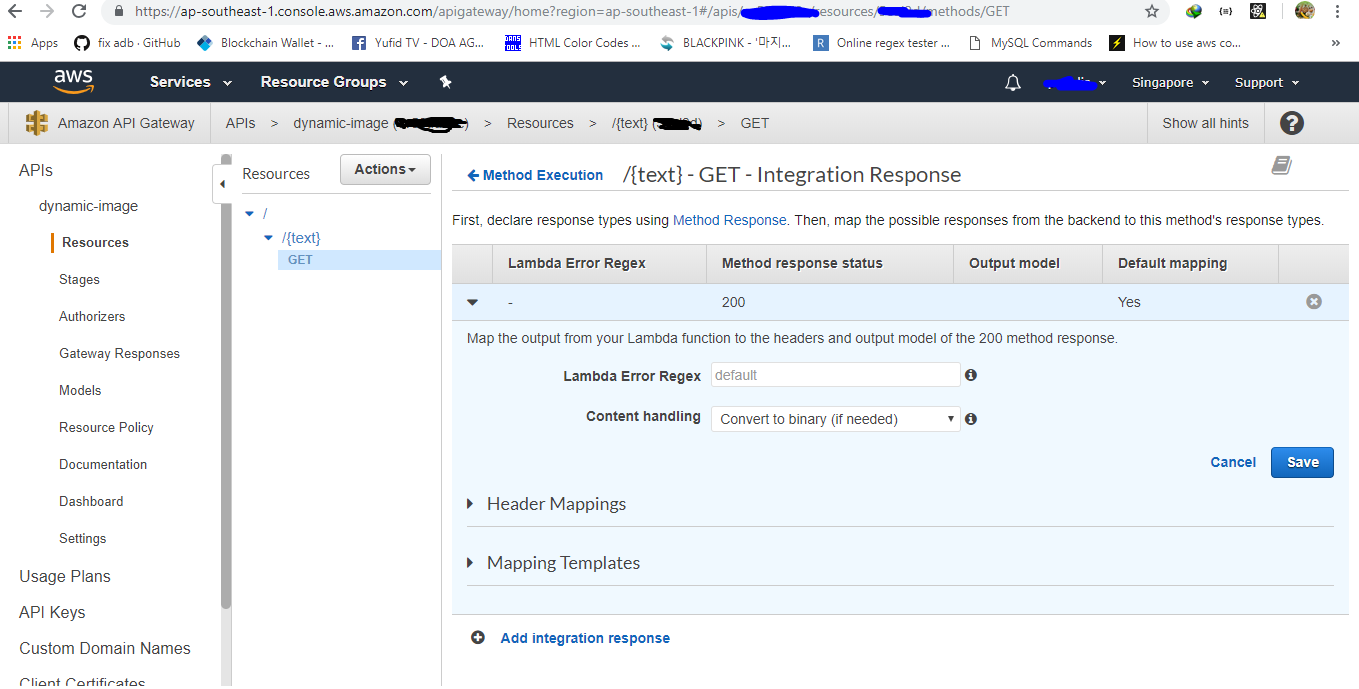 https://ap-southeast-1.console.aws.amazon.com/apigateway/home?region=ap-southeast-1#/apis/ resources/ /methods/GET
Apps fix adb · GitHub Blockchain Wallet - ... Yufid TV - DOA AG... HTML Color Codes ... BLACKPINK - '마지... Online regex tester ... MySQL Commands How to use aws co... »
aws Services Resource Groups Singapore Support
Amazon API Gateway APIs > dynamic-image ( ) > Resources > /{text} ( ) > GET Show all hints ?
APIs
dynamic-image
Resources
Stages
Authorizers
Gateway Responses
Models
Resource Policy
Documentation
Dashboard
Settings
Usage Plans
API Keys
Custom Domain Names
Client Certificates
Resources Actions
/
/{text}
GET
Method Execution /{text} - GET - Integration Response
First, declare response types using Method Response. Then, map the possible responses from the backend to this method's response types.
Lambda Error Regex Method response status Output model Default mapping
- 200 Yes
Map the output from your Lambda function to the headers and output model of the 200 method response.
Lambda Error Regex default
Content handling Convert to binary (if needed)
Cancel Save
Header Mappings
Mapping Templates
Add integration response